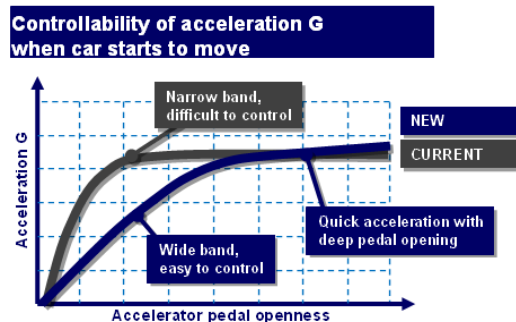 Controllability of acceleration G
when car starts to move
Narrow band,
difficult to control
NEW
CURRENT
Acceleration G
Quick acceleration with
deep pedal opening
Wide band,
easy to control
Accelerator pedal openness